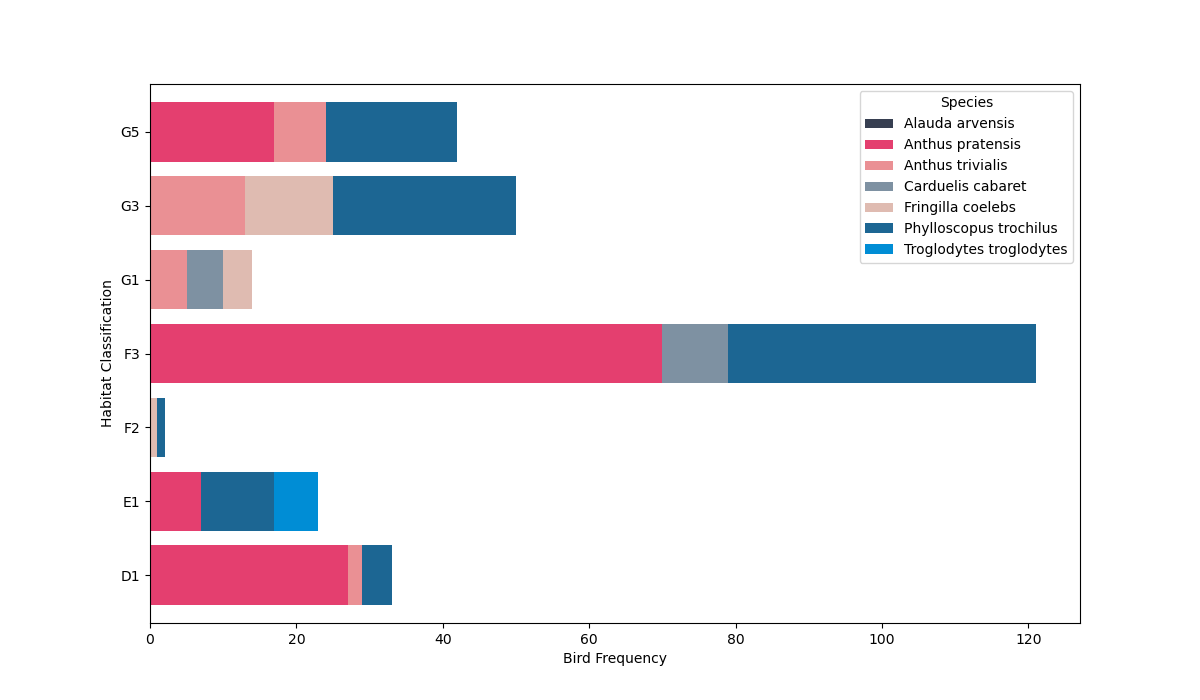 Species
Alauda arvensis
Anthus pratensis
Anthus trivialis
Carduelis cabaret
Fringilla coelebs
Phylloscopus trochilus
Troglodytes troglodytes
Habitat Classification
G5
G3
G1
F3
F2
E1
D1
0 20 40 60 80 100 120
Bird Frequency